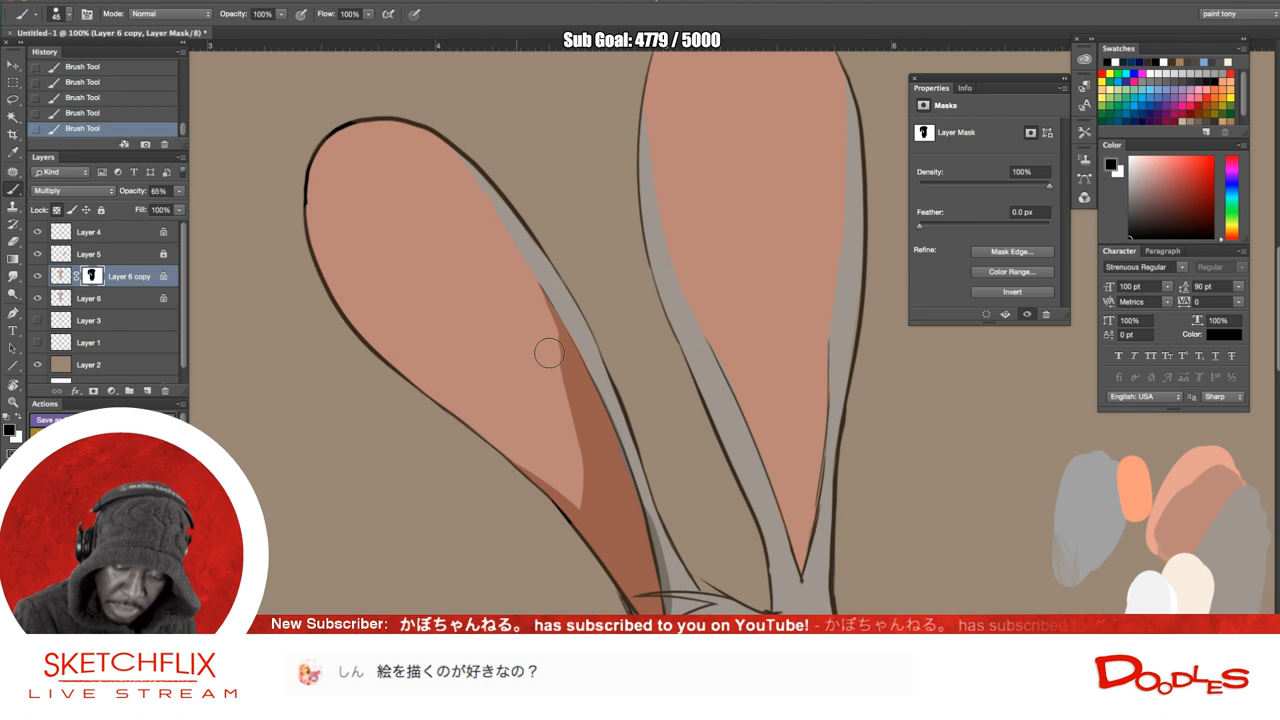 Mode: Normal Opacity: 100% Flow: 100% paint tony
45
Untitled-1 @ 100% (Layer 6 copy, Layer Mask/8) *
Sub Goal: 4779 / 5000
3 4 6
History
Brush Tool
Brush Tool
Brush Tool
Brush Tool
Brush Tool
Layers
Kind
Multiply Opacity: 65%
Lock: Fill: 100%
Layer 4
Layer 5
Layer 6 copy
Layer 6
Layer 3
Layer 1
Layer 2
Actions
Properties Info
Masks
Layer Mask
Density: 100%
Feather: 0.0 px
Refine: Mask Edge...
Color Range...
Invert
Swatches
Color
Character Paragraph
Strenuous Regular Regular
100 pt 90 pt
Metrics 0
100% 100%
0 pt Color:
English: USA Sharp
audio-technica
New Subscriber: かぼちゃんねる。 has subscribed to you on YouTube! - かぼちゃんねる。 has subscribed to
SKETCHFLIX
LIVE STREAM
しん 絵を描くのが好きなの？
DOODLES